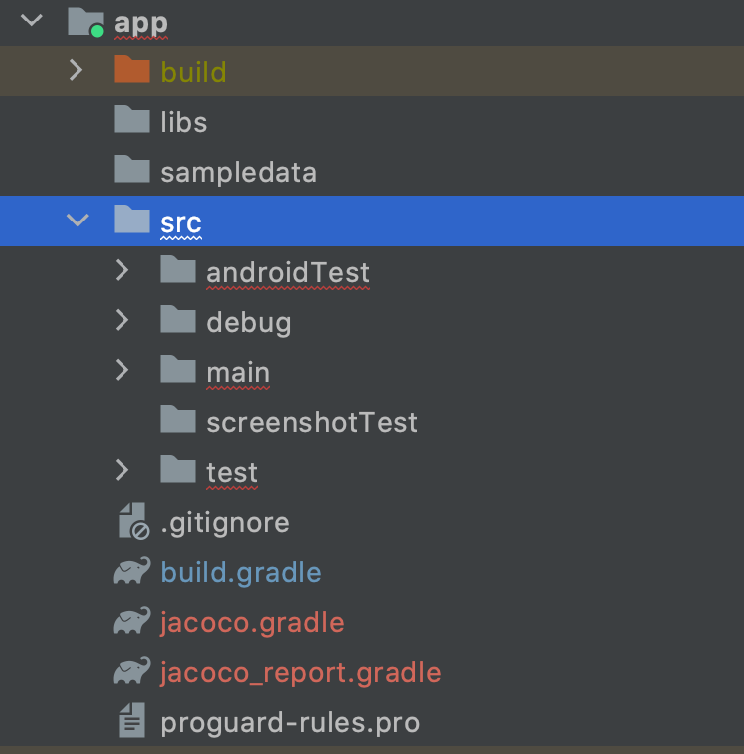 app
build
libs
sampledata
src
androidTest
debug
main
screenshotTest
test
.gitignore
build.gradle
jacoco.gradle
jacoco_report.gradle
proguard-rules.pro